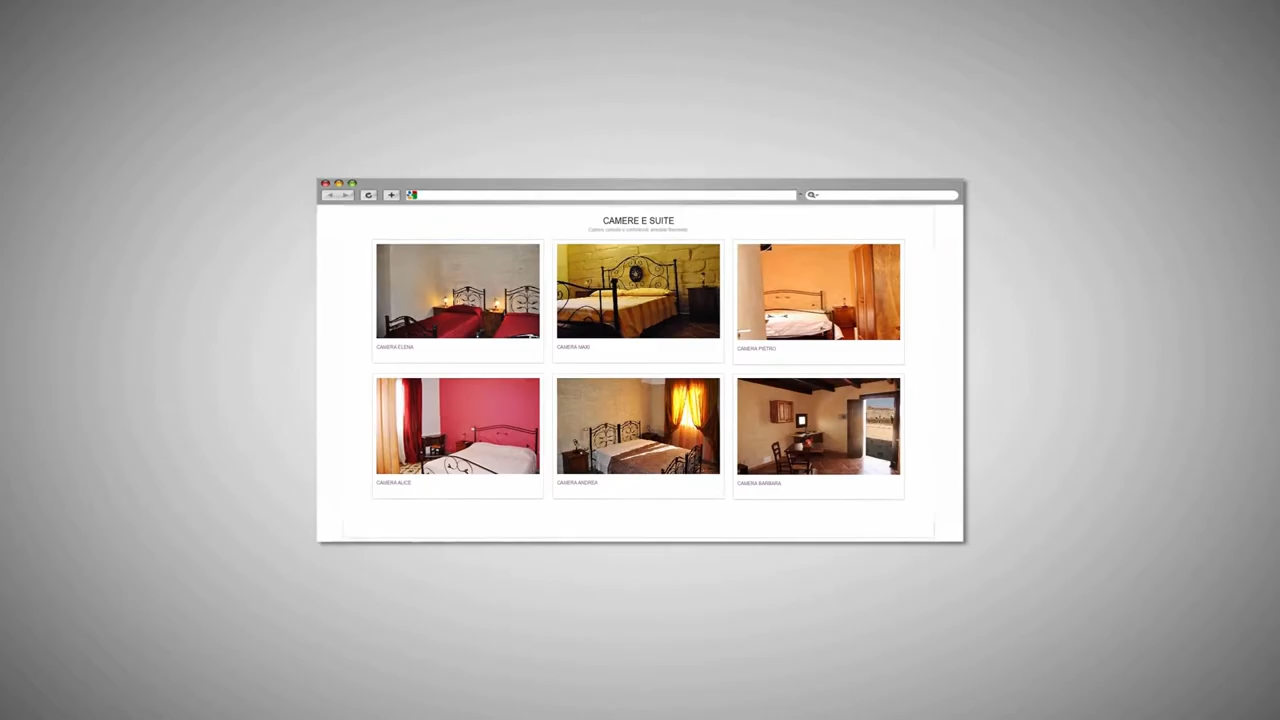 CAMERE E SUITE
CAMERA ELENA
CAMERA MAXI
CAMERA PIETRO
CAMERA ALICE
CAMERA ANDREA
CAMERA BARBARA